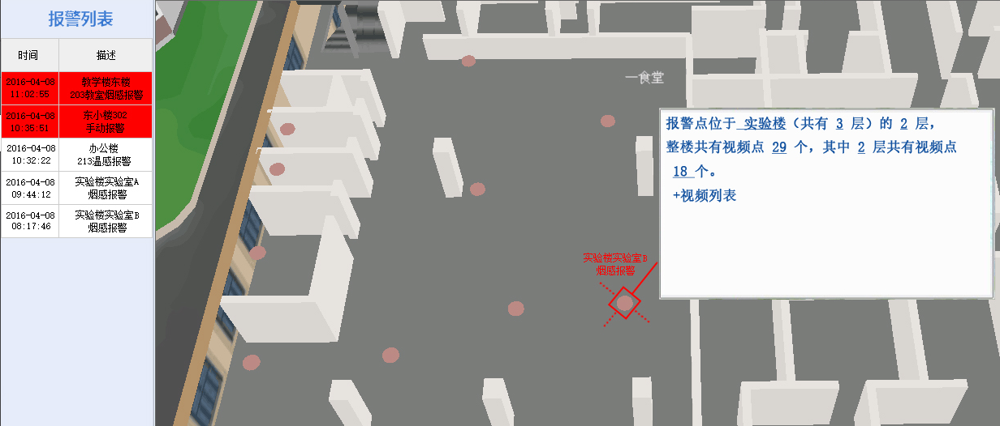 报警列表
时间 描述
2016-04-08 教学楼东楼
11:02:55 203教室烟感报警
2016-04-08 东小楼302
10:35:51 手动报警
2016-04-08 办公楼
10:32:22 213温感报警
2016-04-08 实验楼实验室A
09:44:12 烟感报警
2016-04-08 实验楼实验室B
08:17:46 烟感报警
一食堂
报警点位于 实验楼（共有 3 层）的 2 层，
整楼共有视频点 29 个，其中 2 层共有视频点
18 个。
+视频列表
实验楼实验室B
烟感报警